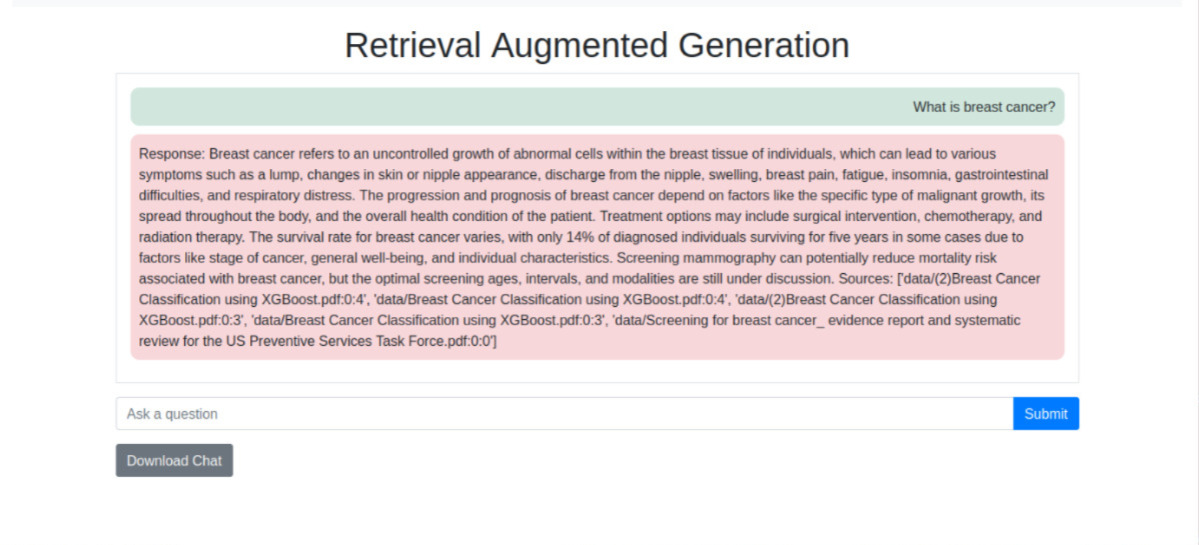 Retrieval Augmented Generation
What is breast cancer?
Response: Breast cancer refers to an uncontrolled growth of abnormal cells within the breast tissue of individuals, which can lead to various
symptoms such as a lump, changes in skin or nipple appearance, discharge from the nipple, swelling, breast pain, fatigue, insomnia, gastrointestinal
difficulties, and respiratory distress. The progression and prognosis of breast cancer depend on factors like the specific type of malignant growth, its
spread throughout the body, and the overall health condition of the patient. Treatment options may include surgical intervention, chemotherapy, and
radiation therapy. The survival rate for breast cancer varies, with only 14% of diagnosed individuals surviving for five years in some cases due to
factors like stage of cancer, general well-being, and individual characteristics. Screening mammography can potentially reduce mortality risk
associated with breast cancer, but the optimal screening ages, intervals, and modalities are still under discussion. Sources: ['data/(2)Breast Cancer
Classification using XGBoost.pdf:0:4', 'data/Breast Cancer Classification using XGBoost.pdf:0:4', 'data/(2)Breast Cancer Classification using
XGBoost.pdf:0:3', 'data/Breast Cancer Classification using XGBoost.pdf:0:3', 'data/Screening for breast cancer_ evidence report and systematic
review for the US Preventive Services Task Force.pdf:0:0']
Ask a question
Submit
Download Chat